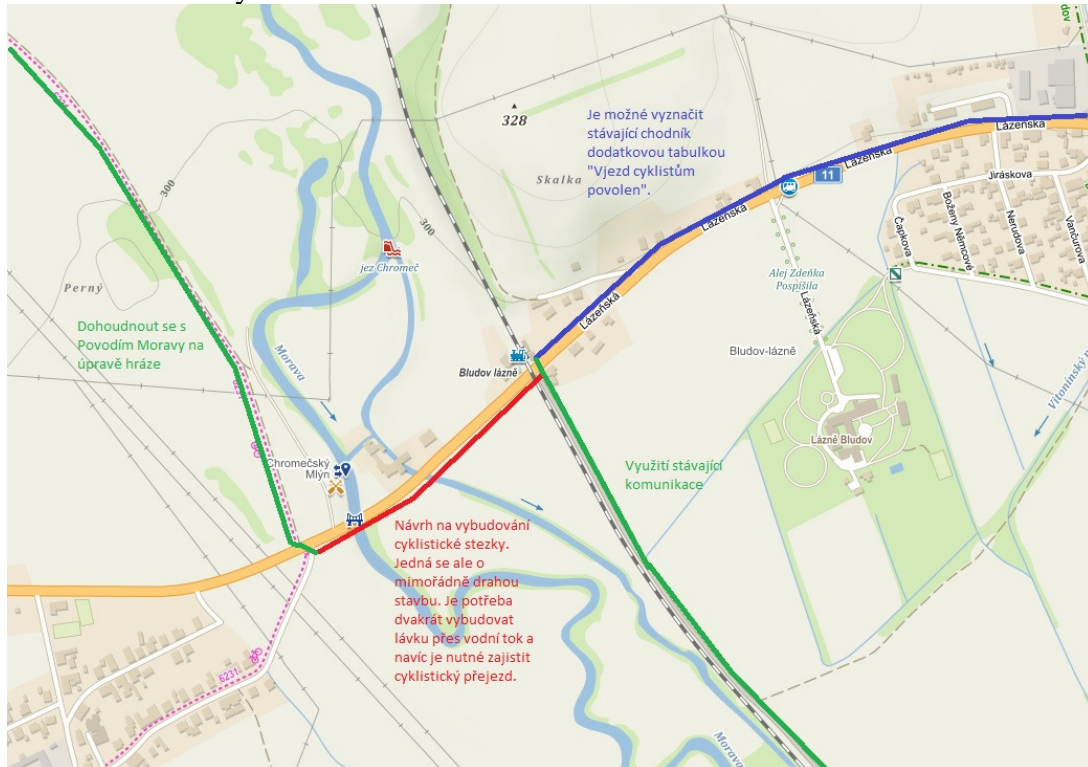 dov
6231
328
Je možné vyznačit
stávající chodník
dodatkovou tabulkou
"Vjezd cyklistům
povolen".
Lázeňská
Lázeňská
11
Jiráskova
Skalka
300
300
Lázeňská
Čapkova
Boženy Němcové
Nerudova
Vančurova
jez Chromeč
Alej Zdeňka
Pospíšila
Perný
Lázeňská
Lázeňská
Dohoudnout se s
Povodím Moravy na
úpravě hráze
Morava
Bludov lázně
Bludov-lázně
6231
Lázně Bludov
Chromečský
Mlýn
Využití stávající
komunikace
Návrh na vybudování
cyklistické stezky.
Jedná se ale o
mimořádně drahou
stavbu. Je potřeba
dvakrát vybudovat
lávku přes vodní tok a
navíc je nutné zajistit
cyklistický přejezd.
6231
Morava